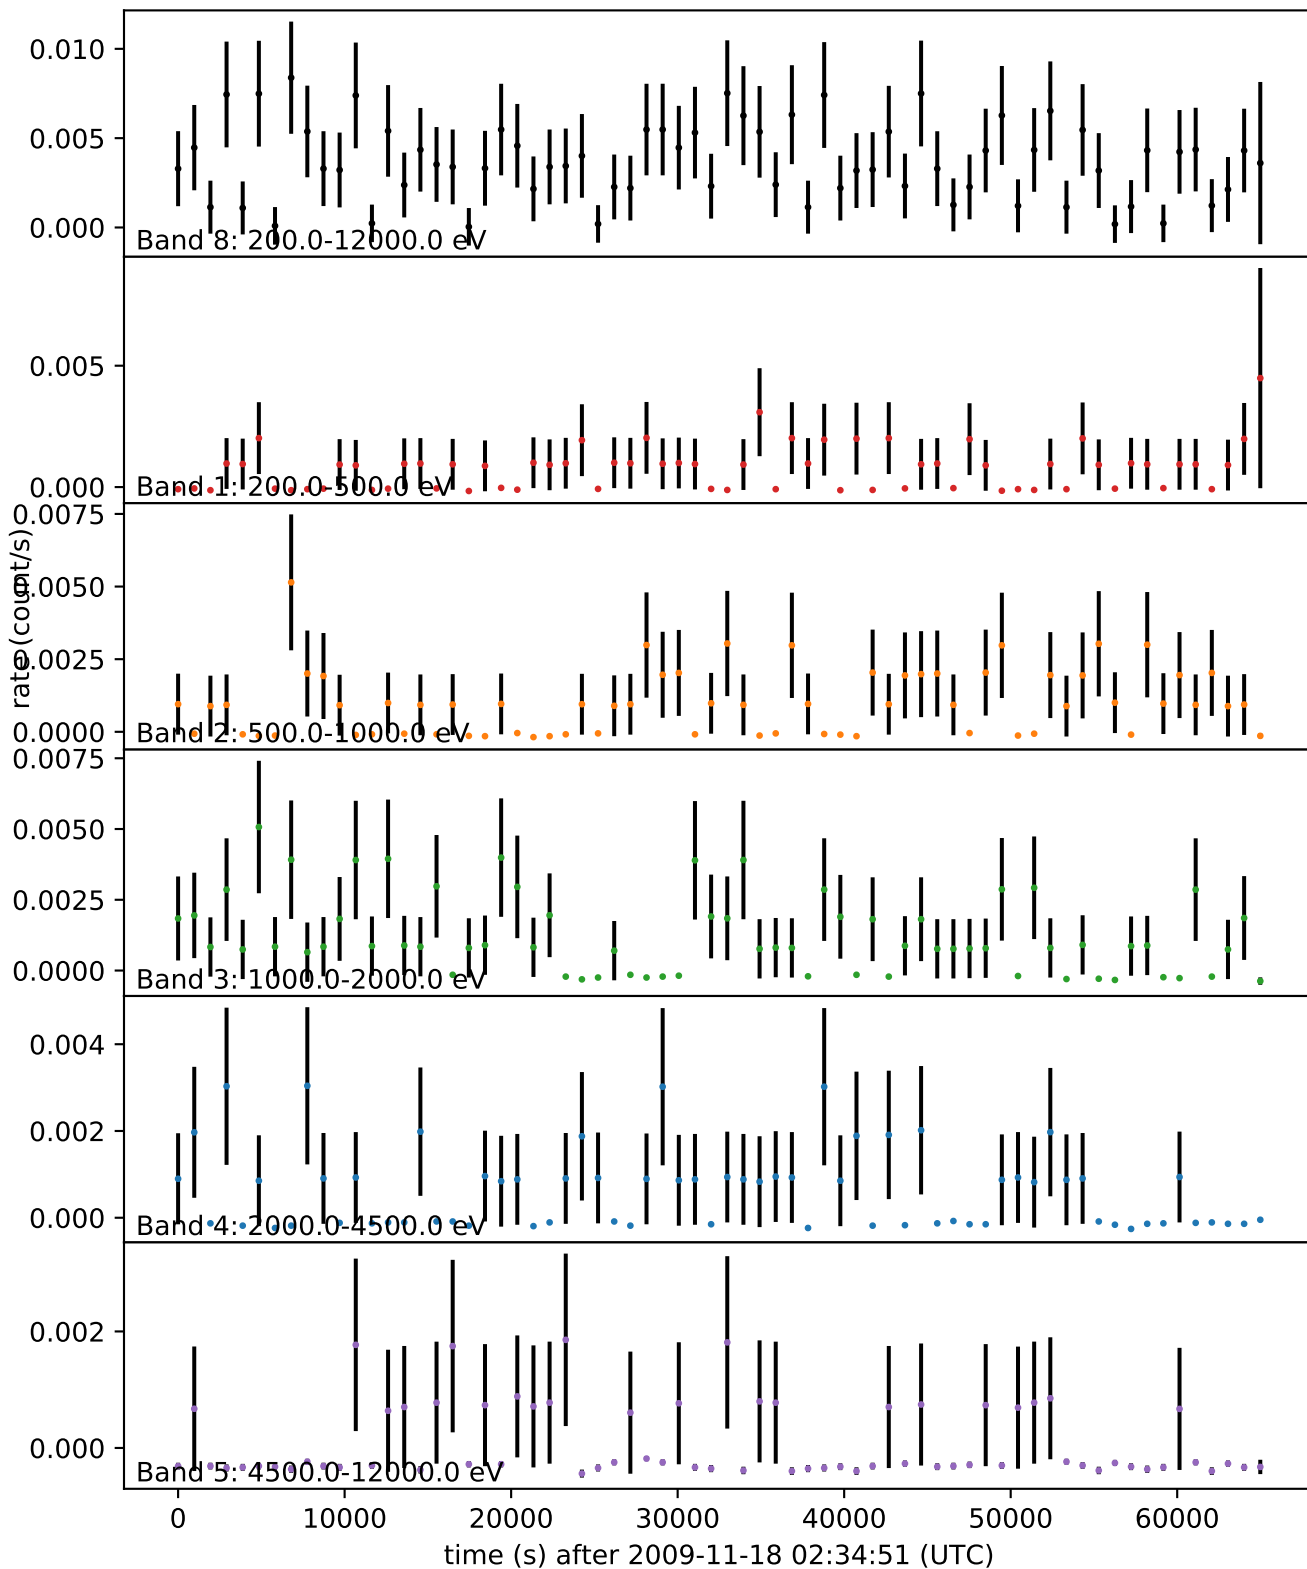 0.010
0.005
0.000
Band 8: 200.0-12000.0 eV
0.005
0.000
Band 1: 200.0-500.0 eV
rate (count/s)
0.0075
0.0050
0.0025
0.0000
Band 2: 500.0-1000.0 eV
0.0075
0.0050
0.0025
0.0000
Band 3: 1000.0-2000.0 eV
0.004
0.002
0.000
Band 4: 2000.0-4500.0 eV
0.002
0.000
Band 5: 4500.0-12000.0 eV
0 10000 20000 30000 40000 50000 60000
time (s) after 2009-11-18 02:34:51 (UTC)